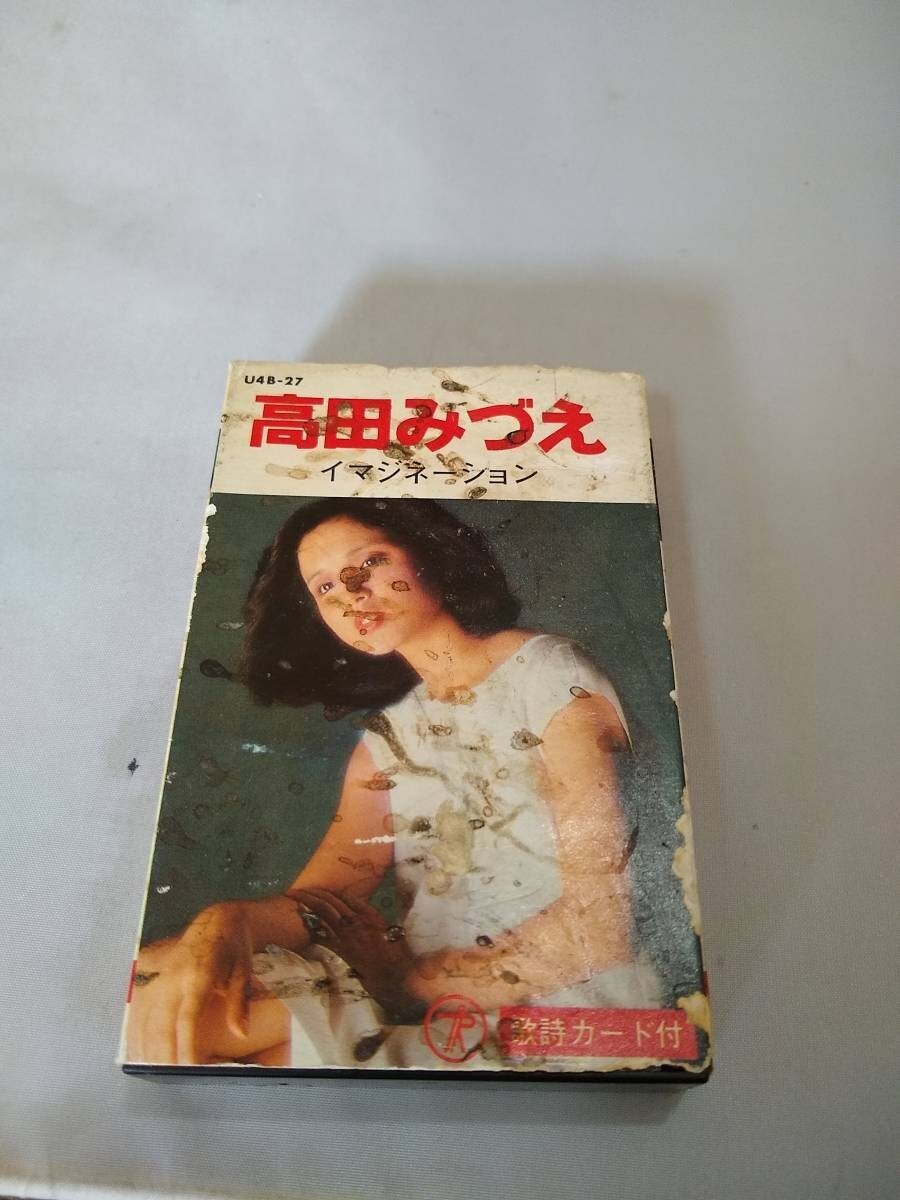 U4B-27
高田みづえ
イマジネーション
歌詩カード付